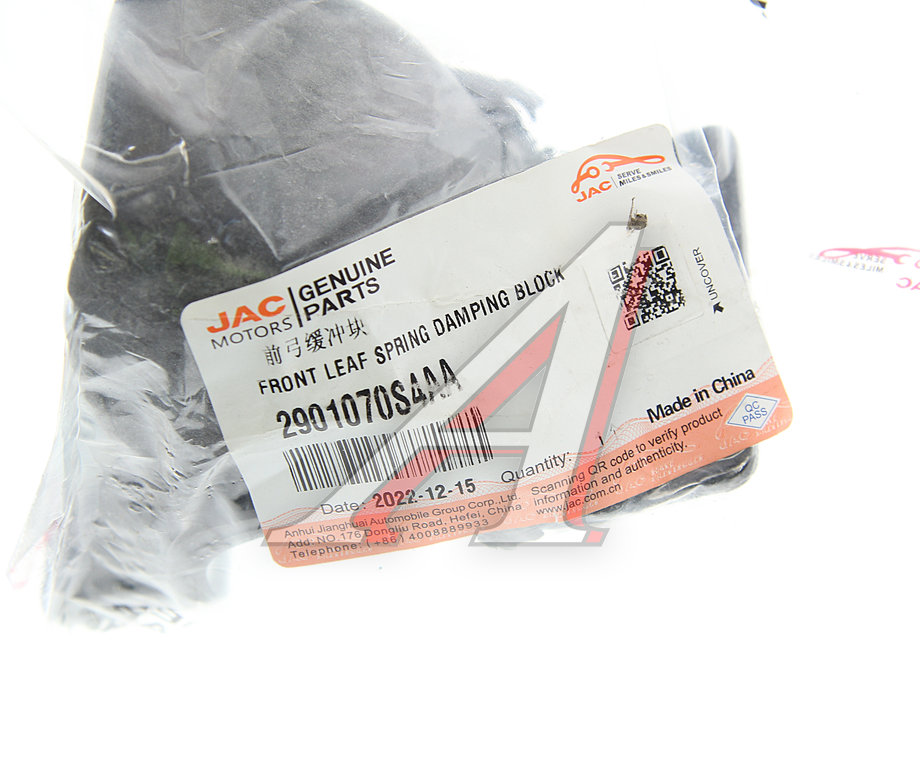 JAC
SERVE
MILES & SMILES
JAC
MOTORS
GENUINE
PARTS
UNCOVER
前弓缓冲块
FRONT LEAF SPRING DAMPING BLOCK
2901070S4AA
Made in China
QC
PASS
Quantity: 1
Date: 2022-12-15
Scanning QR code to verify product
information and authenticity.
www.jac.com.cn
Anhui Jianghuai Automobile Group Corp.,Ltd.
Add: NO.176 Dongliu Road, Hefei, China
Telephone: (+86) 4008889933